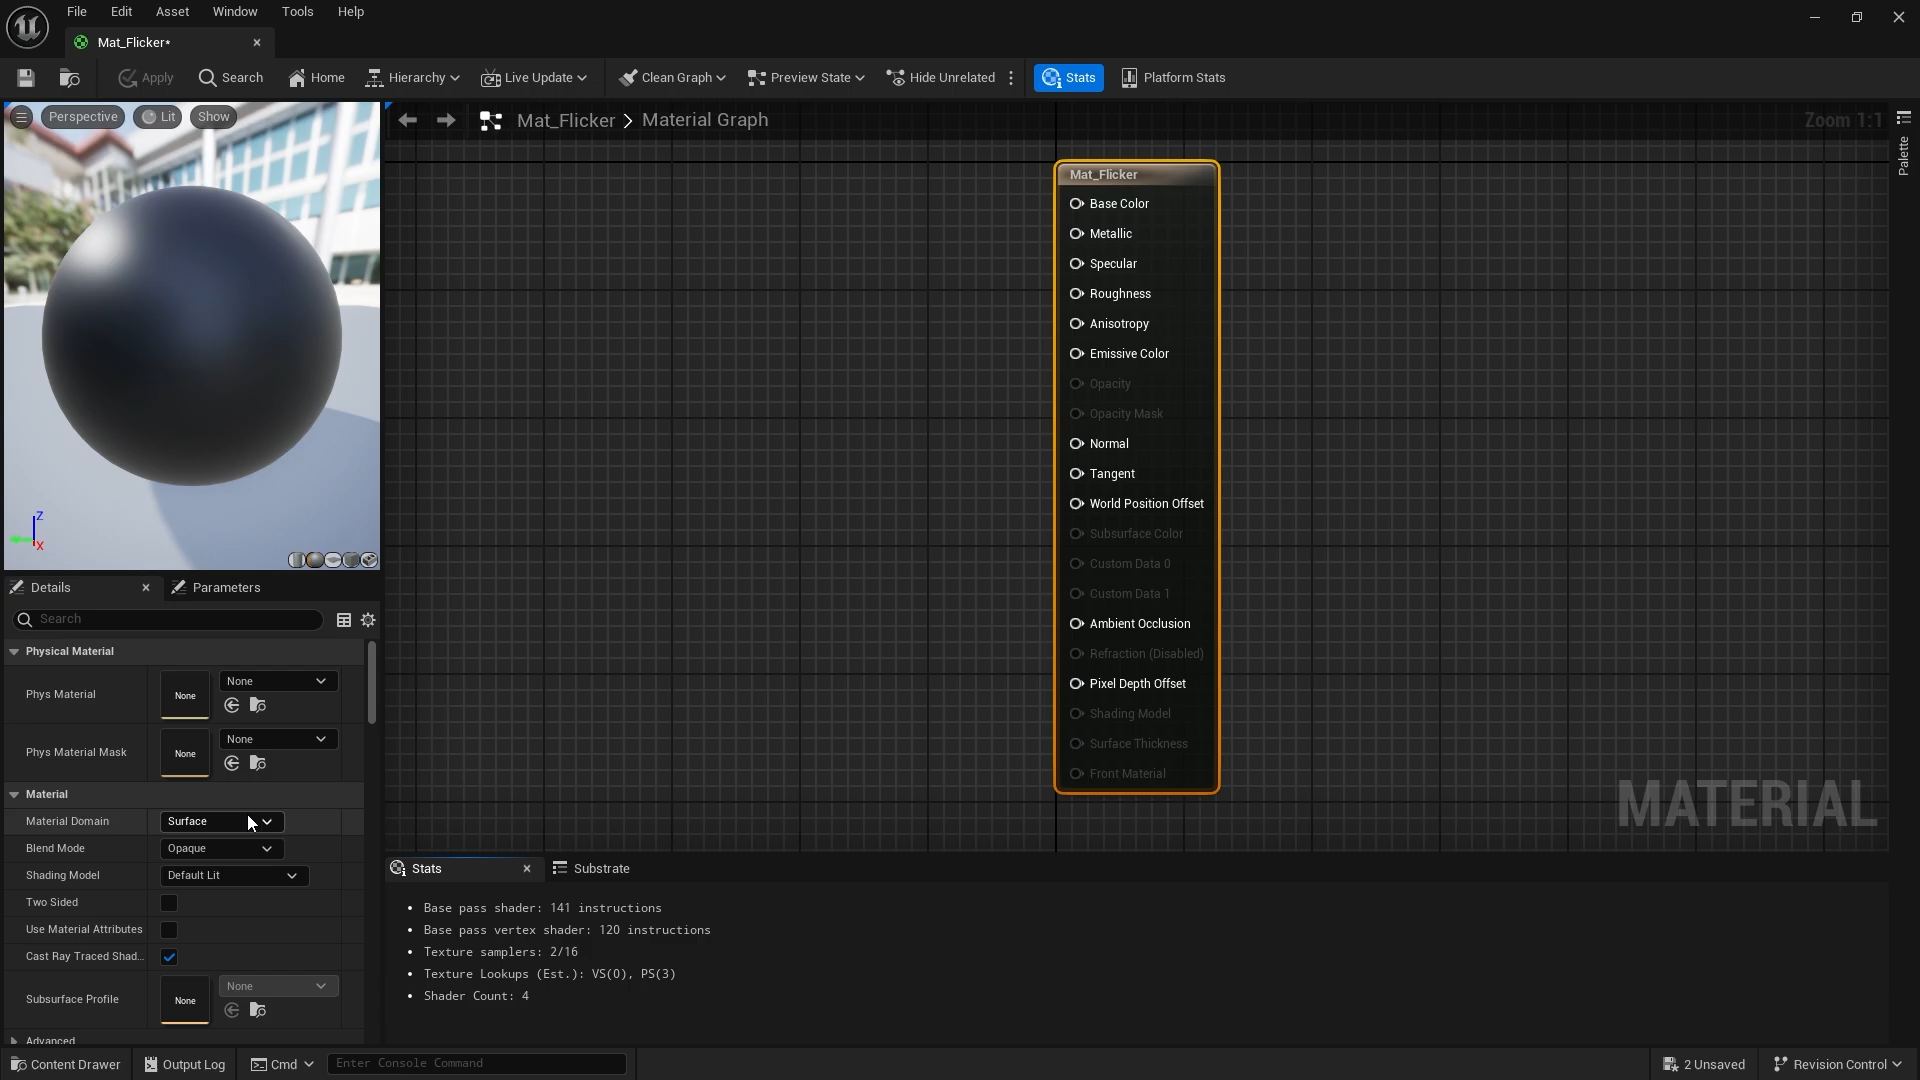 File Edit Asset Window Tools Help
Mat_Flicker*
Apply Search Home Hierarchy Live Update Clean Graph Preview State Hide Unrelated Stats Platform Stats
Perspective Lit Show
Mat_Flicker > Material Graph
Zoom 1:1
Palette
Mat_Flicker
Base Color
Metallic
Specular
Roughness
Anisotropy
Emissive Color
Opacity
Opacity Mask
Normal
Tangent
World Position Offset
Subsurface Color
Custom Data 0
Custom Data 1
Ambient Occlusion
Refraction (Disabled)
Pixel Depth Offset
Shading Model
Surface Thickness
Front Material
MATERIAL
Z
X
Details Parameters
Search
Physical Material
Phys Material None None
Phys Material Mask None None
Material
Material Domain Surface
Blend Mode Opaque
Shading Model Default Lit
Two Sided
Use Material Attributes
Cast Ray Traced Shad...
Subsurface Profile None None
Advanced
Stats Substrate
• Base pass shader: 141 instructions
• Base pass vertex shader: 120 instructions
• Texture samplers: 2/16
• Texture Lookups (Est.): VS(0), PS(3)
• Shader Count: 4
Content Drawer Output Log Cmd Enter Console Command 2 Unsaved Revision Control